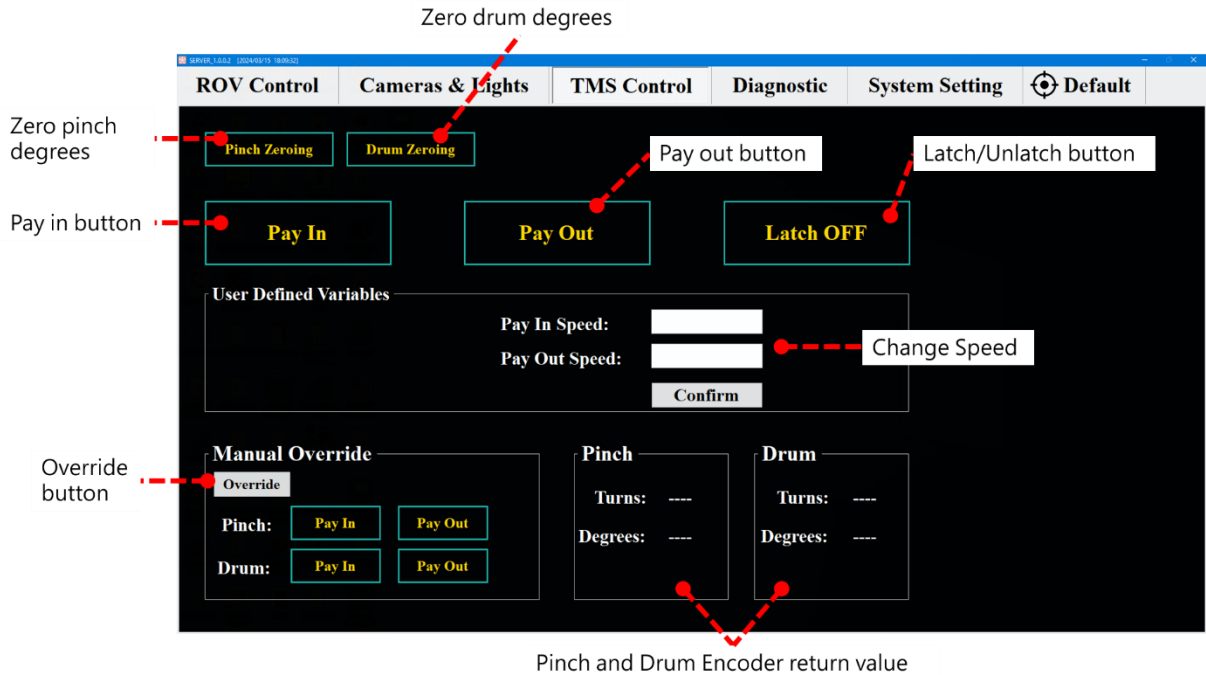 Zero drum degrees
SERVER_1.0.0.2 [2024/03/15 18:09:32]
ROV Control Cameras & Lights TMS Control Diagnostic System Setting Default
Zero pinch
degrees
Pinch Zeroing Drum Zeroing
Pay out button
Latch/Unlatch button
Pay in button
Pay In Pay Out Latch OFF
User Defined Variables
Pay In Speed:
Pay Out Speed:
Change Speed
Confirm
Manual Override
Override
button
Override
Pinch: Pay In Pay Out
Drum: Pay In Pay Out
Pinch
Turns: ----
Degrees: ----
Drum
Turns: ----
Degrees: ----
Pinch and Drum Encoder return value